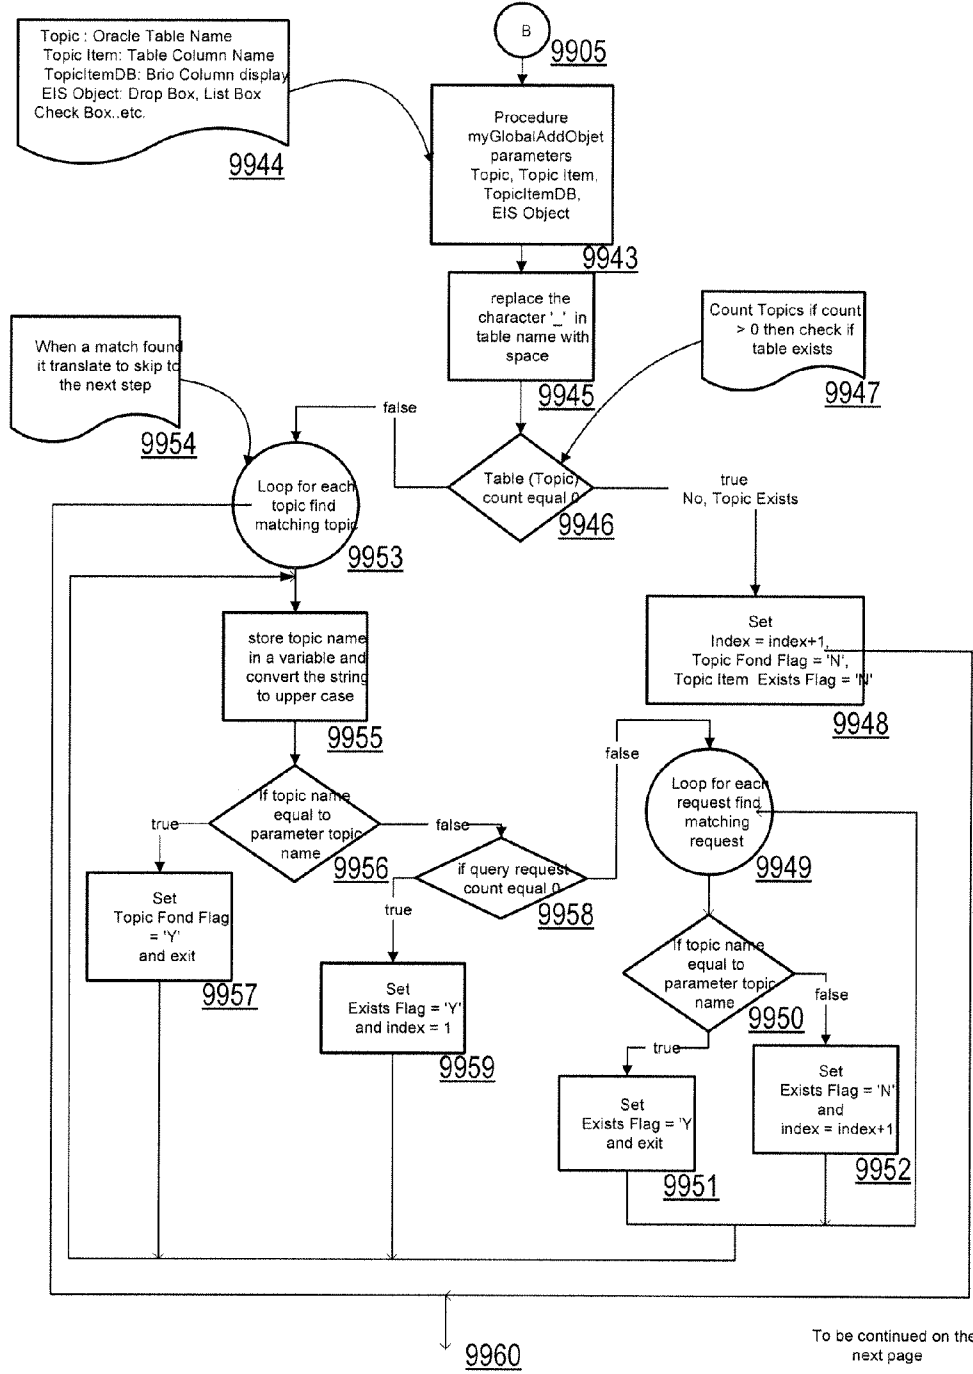 Topic : Oracle Table Name
Topic Item: Table Column Name
TopicItemDB: Brio Column display
EIS Object: Drop Box, List Box
Check Box..etc.
9944
B
9905
Procedure
myGlobalAddObjet
parameters
Topic, Topic Item,
TopicItemDB,
EIS Object
9943
replace the
character '_' in
table name with
space
9945
Count Topics if count
> 0 then check if
table exists
9947
When a match found
it translate to skip to
the next step
9954
false
Table (Topic)
count equal 0
9946
true
No, Topic Exists
Loop for each
topic find
matching topic
9953
Set
Index = index+1,
Topic Fond Flag = 'N',
Topic Item Exists Flag = 'N'
9948
store topic name
in a variable and
convert the string
to upper case
9955
false
Loop for each
request find
matching
request
9949
If topic name
equal to
parameter topic
name
9956
true
false
if query request
count equal 0
9958
true
Set
Topic Fond Flag
= 'Y'
and exit
9957
If topic name
equal to
parameter topic
name
9950
false
true
Set
Exists Flag = 'Y'
and index = 1
9959
Set
Exists Flag = 'Y
and exit
9951
Set
Exists Flag = 'N'
and
index = index+1
9952
9960
To be continued on the
next page